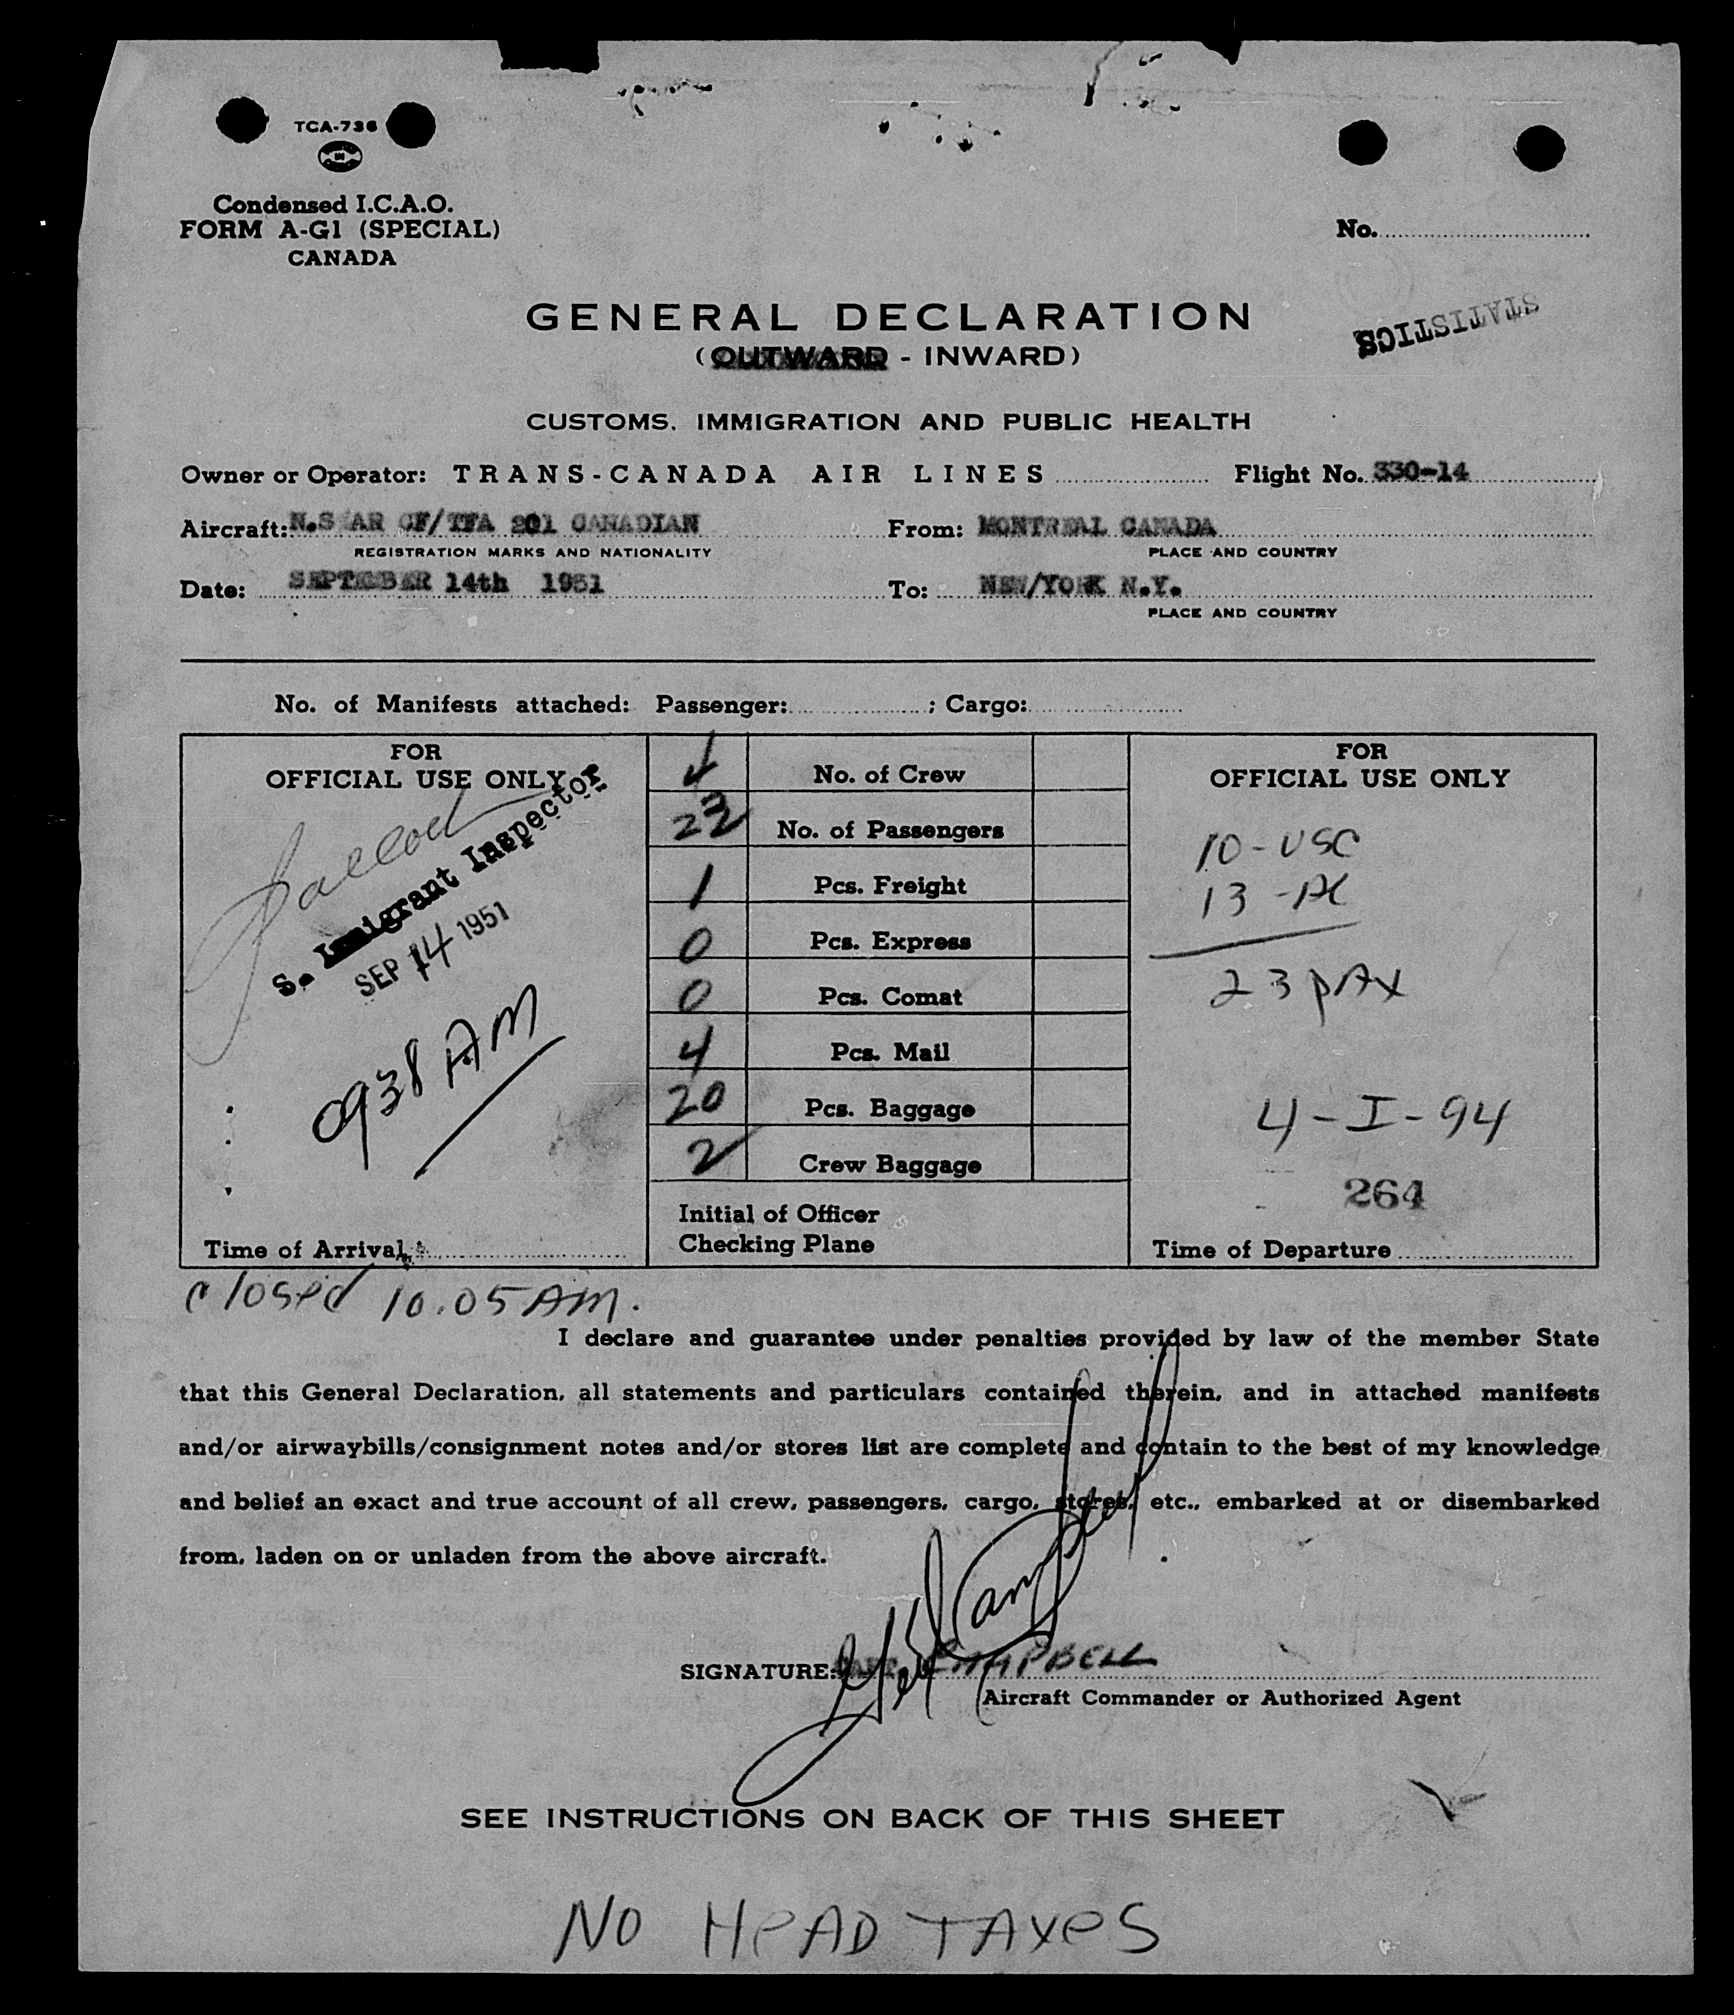 TCA-736
Condensed I.C.A.O.
FORM A-G1 (SPECIAL)
CANADA
No.
STATISTICS
GENERAL DECLARATION
(OUTWARD - INWARD)
CUSTOMS, IMMIGRATION AND PUBLIC HEALTH
Owner or Operator: TRANS-CANADA AIR LINES Flight No. 330-14
Aircraft: N.STAR CF/TFA 201 CANADIAN From: MONTREAL CANADA
REGISTRATION MARKS AND NATIONALITY PLACE AND COUNTRY
Date: SEPTEMBER 14th 1951 To: NEW/YORK N.Y.
PLACE AND COUNTRY
No. of Manifests attached: Passenger: ; Cargo:
FOR
OFFICIAL USE ONLY
S. Immigrant Inspector
SEP 14 1951
0938 AM
Time of Arrival
No. of Crew
No. of Passengers
1 Pcs. Freight
0 Pcs. Express
0 Pcs. Comat
4 Pcs. Mail
20 Pcs. Baggage
2 Crew Baggage
Initial of Officer
Checking Plane
FOR
OFFICIAL USE ONLY
10 - USC
13 - AC
23 PAX
4 - I - 94
264
Time of Departure
closed 10.05 AM.
I declare and guarantee under penalties provided by law of the member State
that this General Declaration, all statements and particulars contained therein, and in attached manifests
and/or airwaybills/consignment notes and/or stores list are complete and contain to the best of my knowledge
and belief an exact and true account of all crew, passengers, cargo, stores, etc., embarked at or disembarked
from, laden on or unladen from the above aircraft.
SIGNATURE: CAPT. CAMPBELL
Aircraft Commander or Authorized Agent
SEE INSTRUCTIONS ON BACK OF THIS SHEET
NO HEAD TAXES